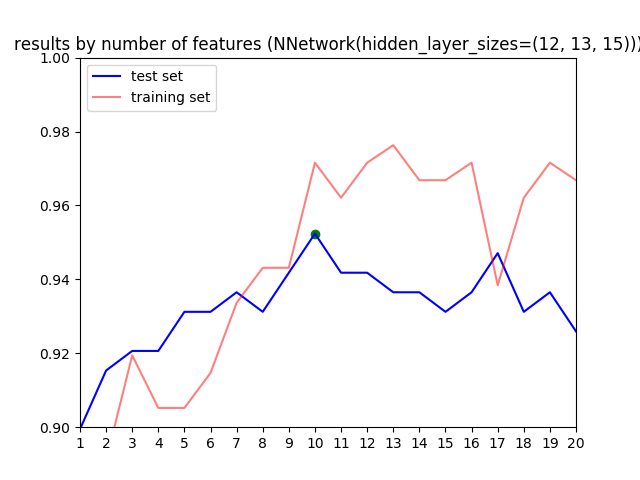 results by number of features (NNetwork(hidden_layer_sizes=(12, 13, 15)))
1.00
test set
training set
0.98
0.96
0.94
0.92
0.90
1 2 3 4 5 6 7 8 9 10 11 12 13 14 15 16 17 18 19 20